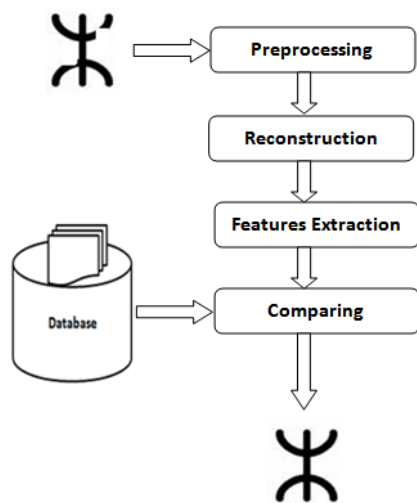 ⵣ
Preprocessing
Reconstruction
Features Extraction
Database
Comparing
ⵣ